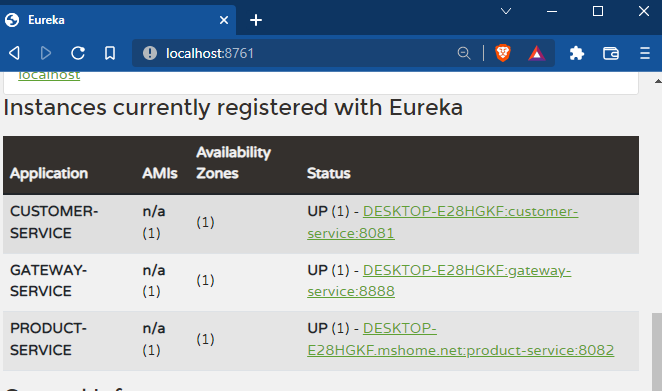 Eureka
localhost:8761
localhost
Instances currently registered with Eureka
Application AMIs Availability Zones Status
CUSTOMER-SERVICE n/a (1) (1) UP (1) - DESKTOP-E28HGKF:customer-service:8081
GATEWAY-SERVICE n/a (1) (1) UP (1) - DESKTOP-E28HGKF:gateway-service:8888
PRODUCT-SERVICE n/a (1) (1) UP (1) - DESKTOP-E28HGKF.mshome.net:product-service:8082